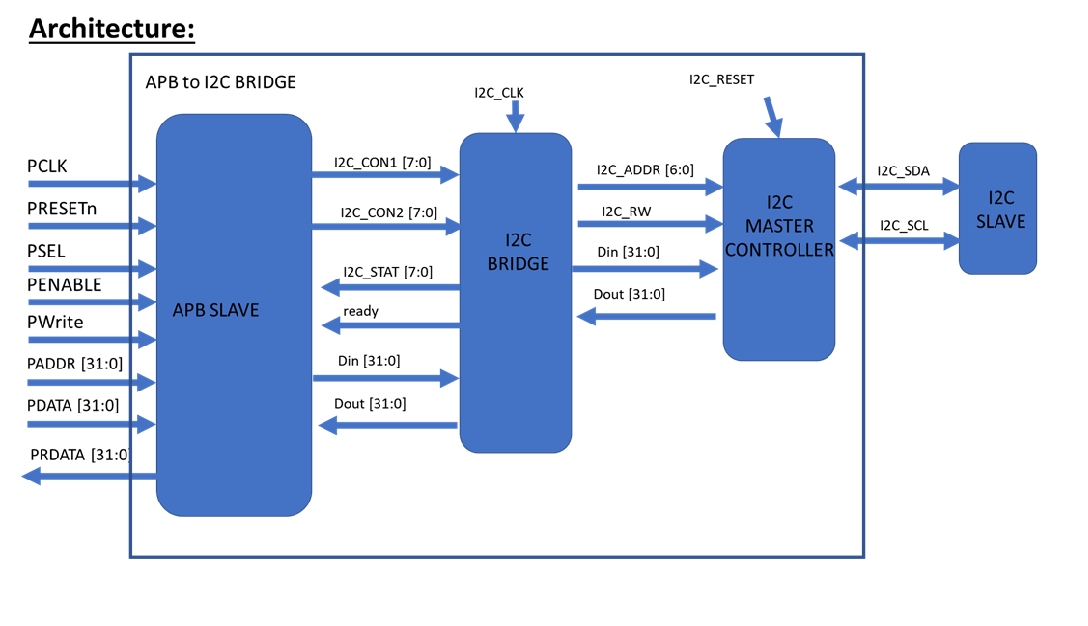 Architecture:
APB to I2C BRIDGE
I2C_CLK
I2C_RESET
PCLK
PRESETn
PSEL
PENABLE
PWrite
PADDR [31:0]
PDATA [31:0]
PRDATA [31:0]
APB SLAVE
I2C_CON1 [7:0]
I2C_CON2 [7:0]
I2C_STAT [7:0]
ready
Din [31:0]
Dout [31:0]
I2C
BRIDGE
I2C_ADDR [6:0]
I2C_RW
Din [31:0]
Dout [31:0]
I2C
MASTER
CONTROLLER
I2C_SDA
I2C_SCL
I2C
SLAVE